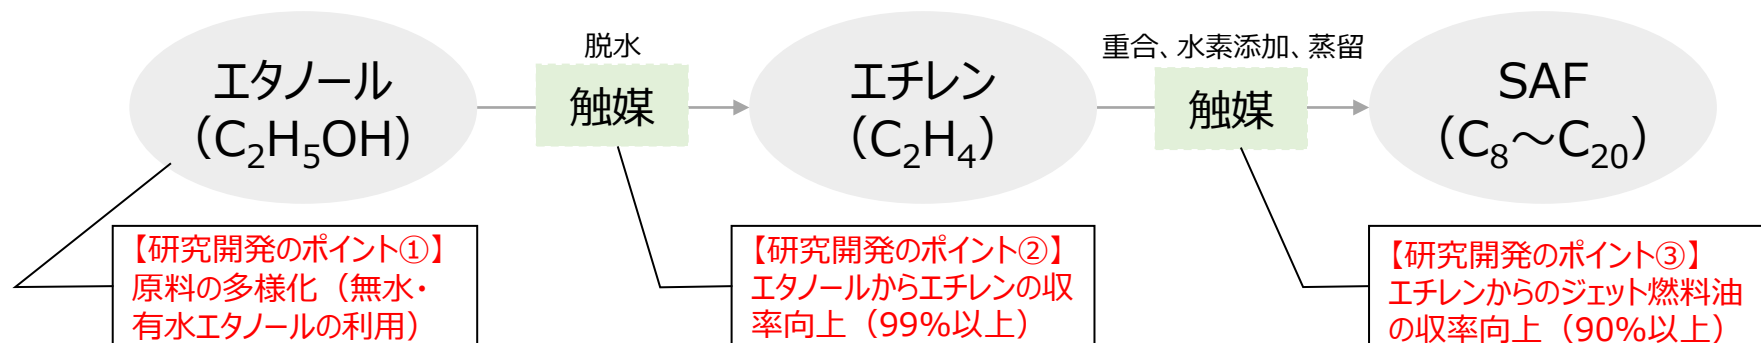 エタノール
（C₂H₅OH）
脱水
触媒
エチレン
（C₂H₄）
重合、水素添加、蒸留
触媒
SAF
（C₈～C₂₀）
【研究開発のポイント①】
原料の多様化（無水・
有水エタノールの利用）
【研究開発のポイント②】
エタノールからエチレンの収
率向上（99%以上）
【研究開発のポイント③】
エチレンからのジェット燃料油
の収率向上（90%以上）